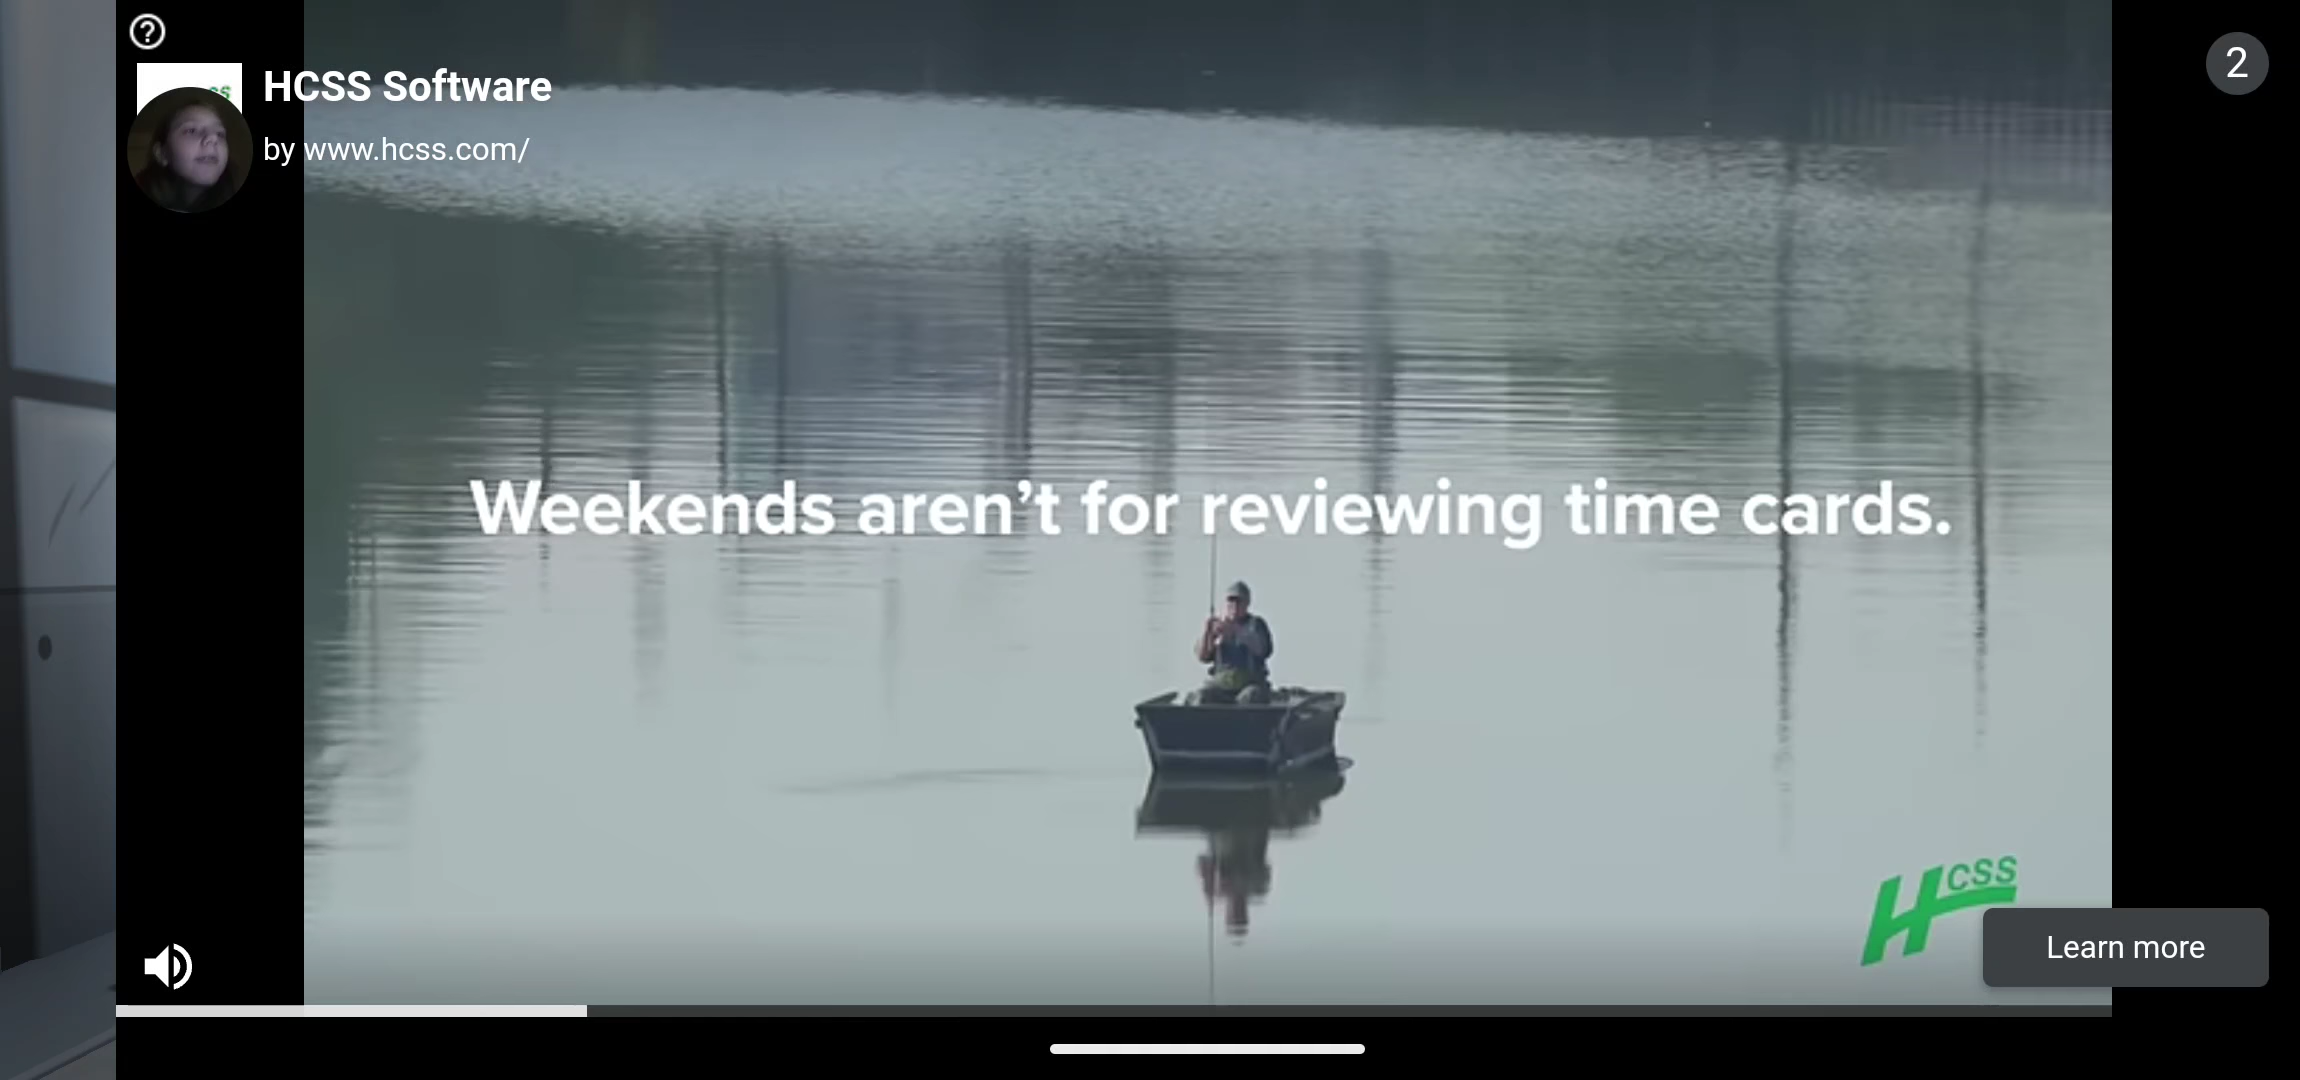 HCSS Software
by www.hcss.com/
2
Weekends aren’t for reviewing time cards.
HCSS
Learn more